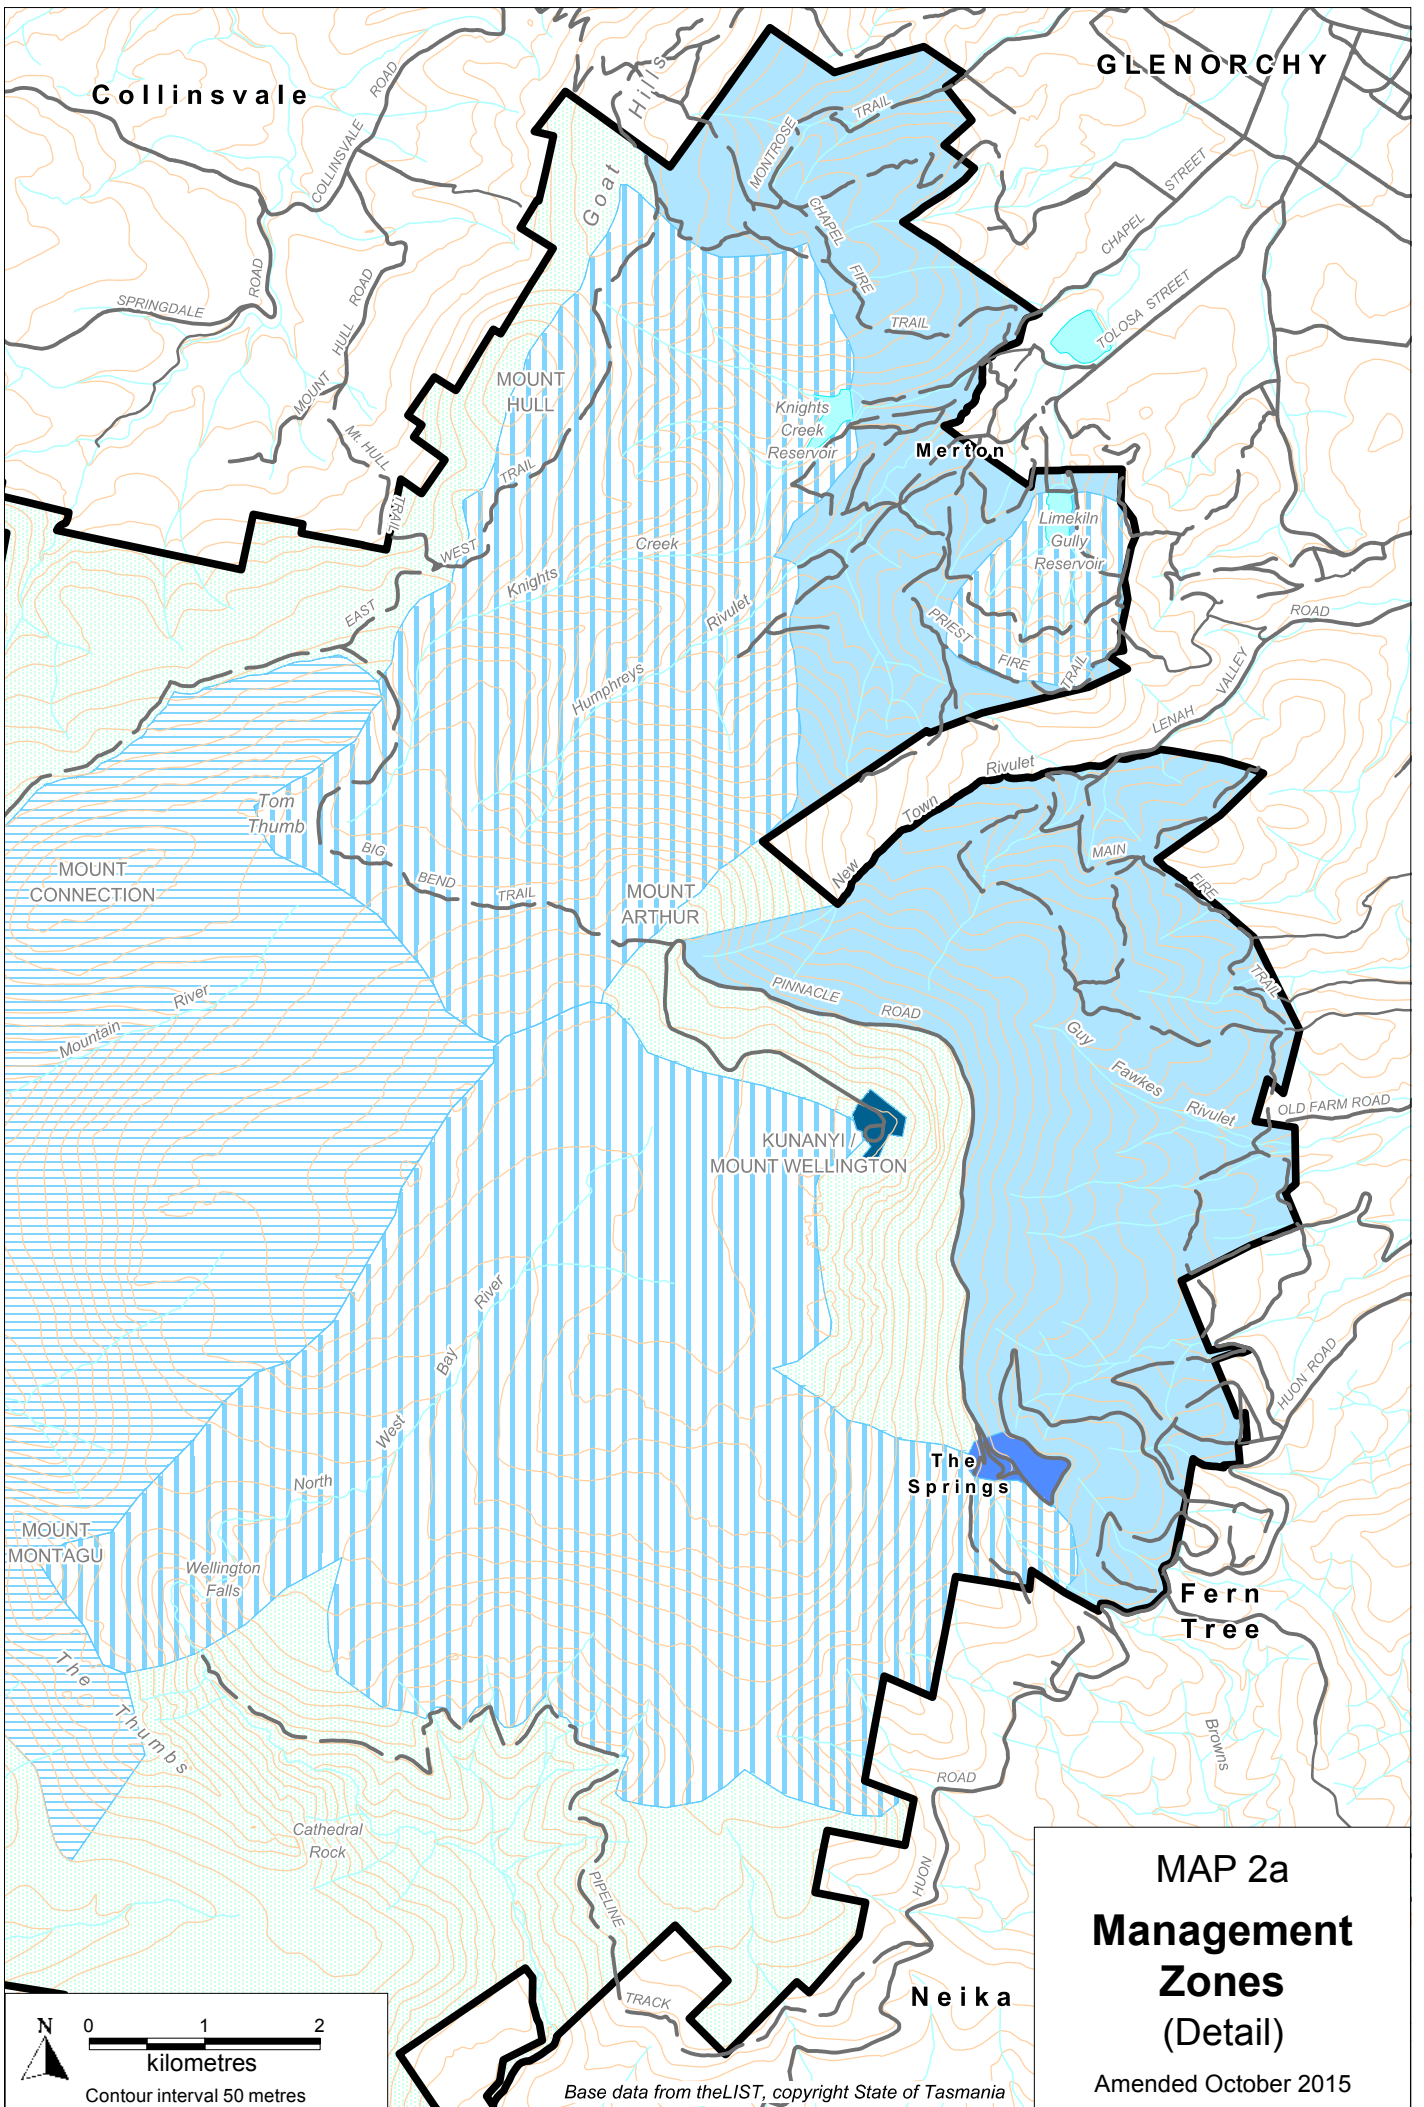 GLENORCHY
Collinsvale
COLLINSVALE
ROAD
Goat
Hills
MONTROSE
TRAIL
CHAPEL
FIRE
TRAIL
CHAPEL
STREET
TOLOSA STREET
SPRINGDALE
ROAD
MOUNT
HULL
ROAD
Mt. HULL
TRAIL
MOUNT
HULL
WEST
TRAIL
EAST
Knights
Creek
Reservoir
Merton
Limekiln
Gully
Reservoir
Knights
Creek
Humphreys
Rivulet
PRIEST
FIRE
TRAIL
LENAH
VALLEY
ROAD
New
Town
Rivulet
MAIN
FIRE
TRAIL
Tom
Thumb
BIG
BEND
TRAIL
MOUNT
CONNECTION
MOUNT
ARTHUR
PINNACLE
ROAD
Mountain
River
Guy
Fawkes
Rivulet
OLD FARM ROAD
KUNANYI /
MOUNT WELLINGTON
North
West
Bay
River
HUON ROAD
The
Springs
MOUNT
MONTAGU
Wellington
Falls
Fern
Tree
The
Thumbs
Browns
Cathedral
Rock
PIPELINE
TRACK
HUON
ROAD
Neika
MAP 2a
Management
Zones
(Detail)
Amended October 2015
N
0 1 2
kilometres
Contour interval 50 metres
Base data from theLIST, copyright State of Tasmania